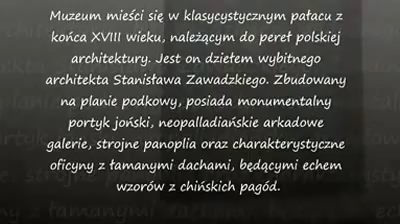 Muzeum mieści się w klasycystycznym pałacu z
końca XVIII wieku, należącym do pereł polskiej
architektury. Jest on dziełem wybitnego
architekta Stanisława Zawadzkiego. Zbudowany
na planie podkowy, posiada monumentalny
portyk joński, neopalladiańskie arkadowe
galerie, strojne panoplia oraz charakterystyczne
oficyny z łamanymi dachami, będącymi echem
wzorów z chińskich pagód.